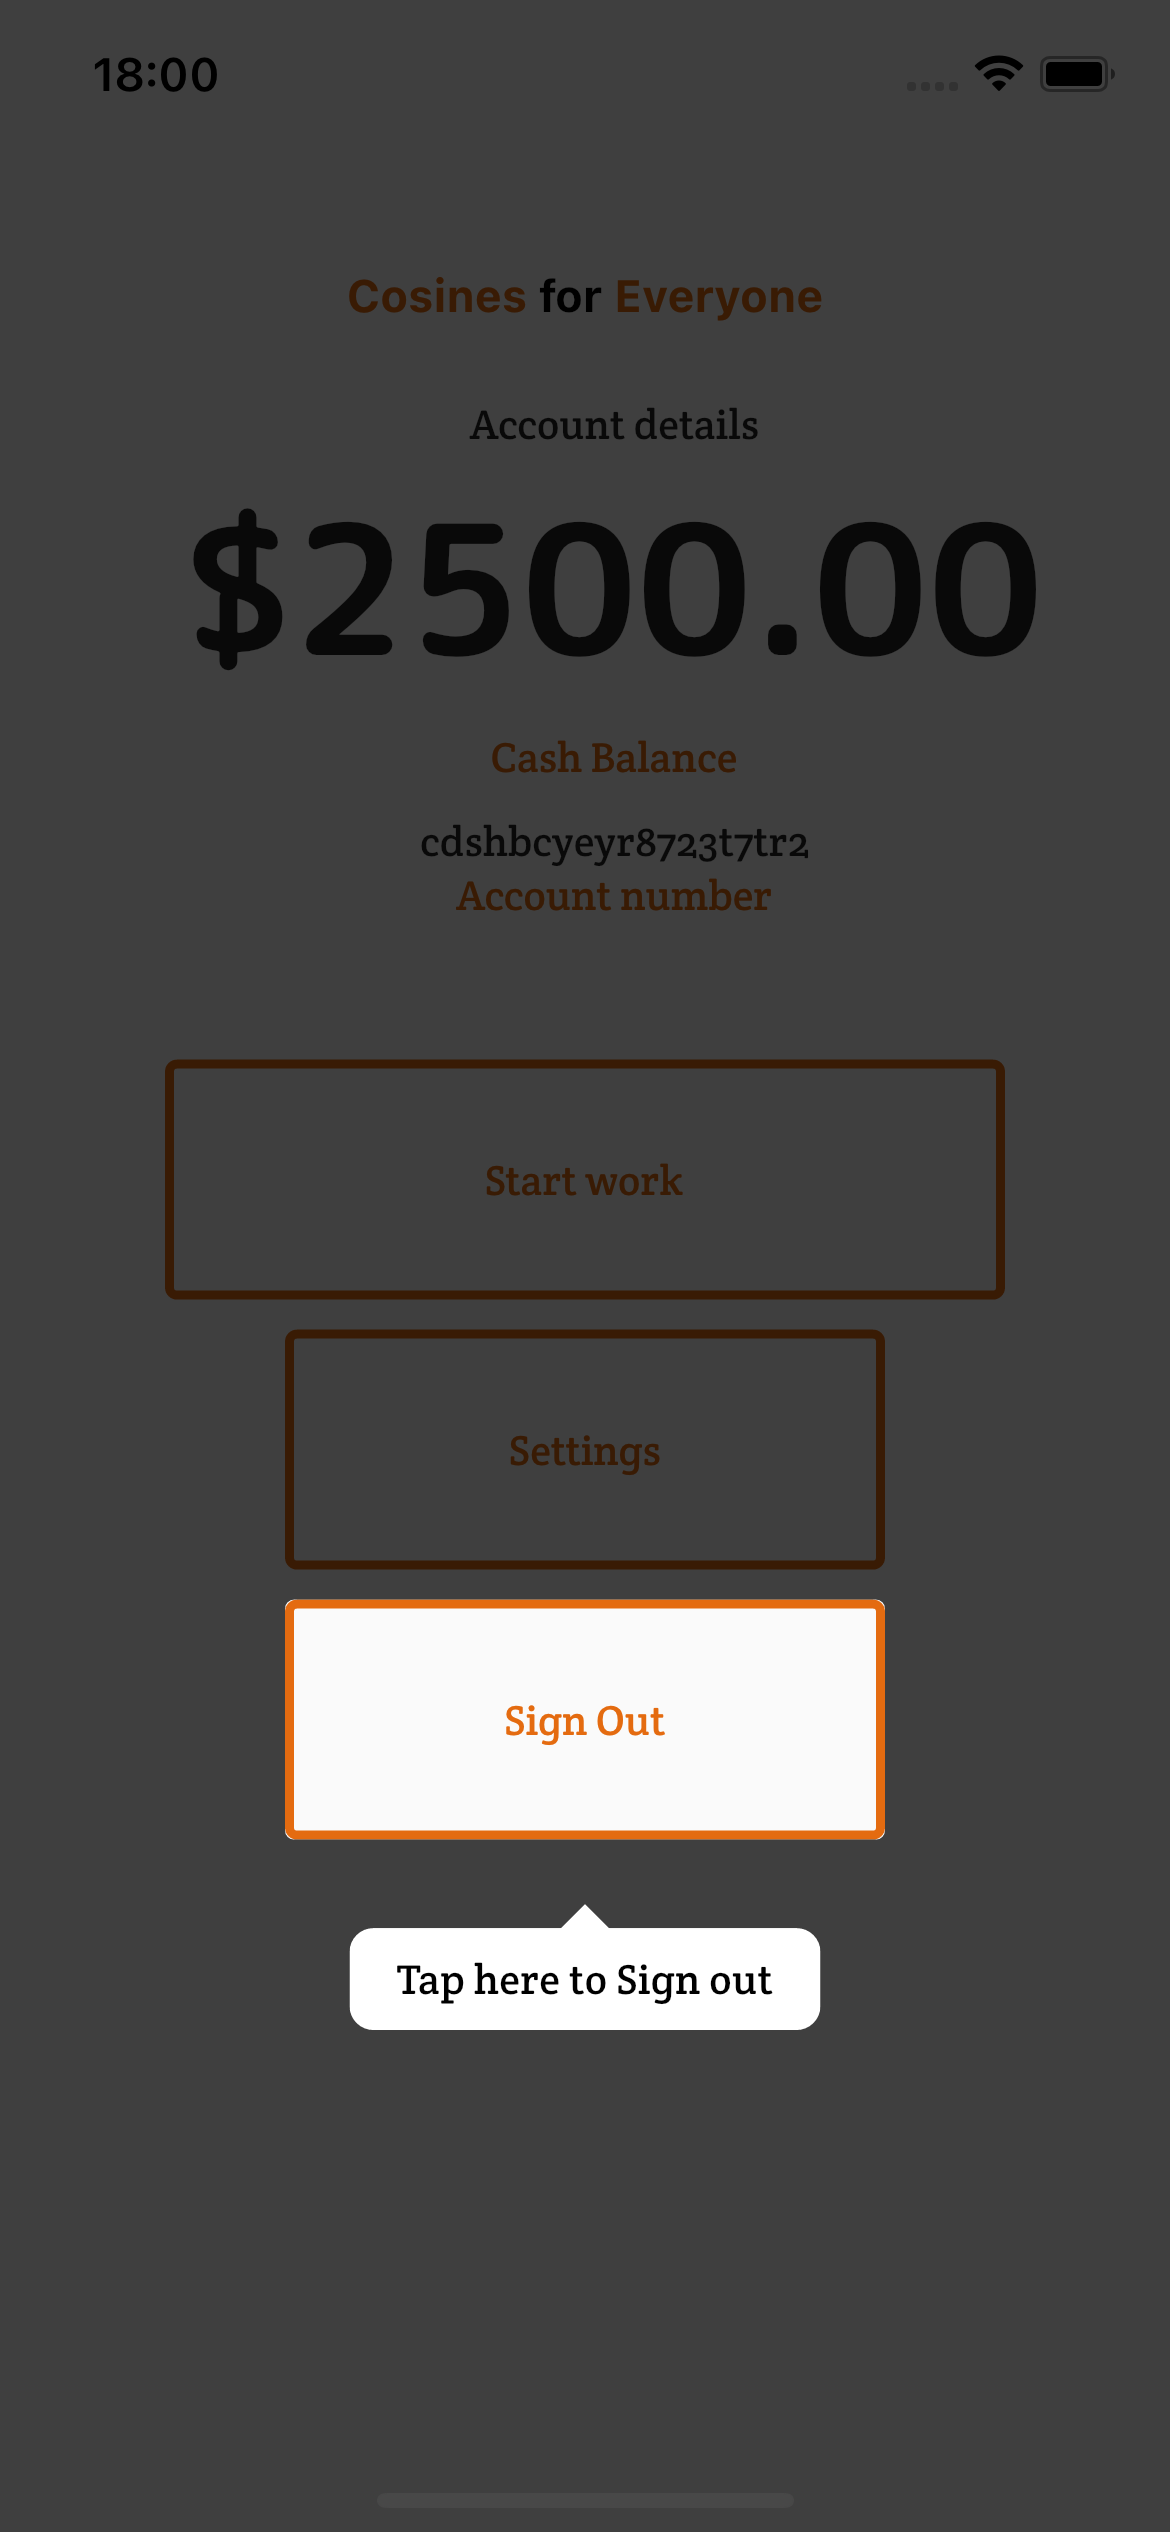 18:00
Cosines for Everyone
Account details
$2500.00
Cash Balance
cdshbcyeyr8723t7tr2
Account number
Start work
Settings
Sign Out
Tap here to Sign out